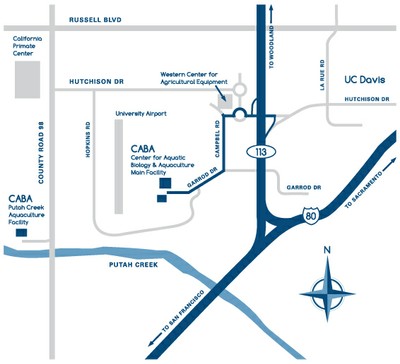 RUSSELL BLVD
TO WOODLAND
California
Primate
Center
LA RUE RD
Western Center for
Agricultural Equipment
UC Davis
HUTCHISON DR
HUTCHISON DR
COUNTY ROAD 98
HOPKINS RD
University Airport
CAMPBELL RD
CABA
Center for Aquatic
Biology & Aquaculture
Main Facility
113
GARROD DR
GARROD DR
CABA
Putah Creek
Aquaculture
Facility
80
TO SACRAMENTO
PUTAH CREEK
N
TO SAN FRANCISCO